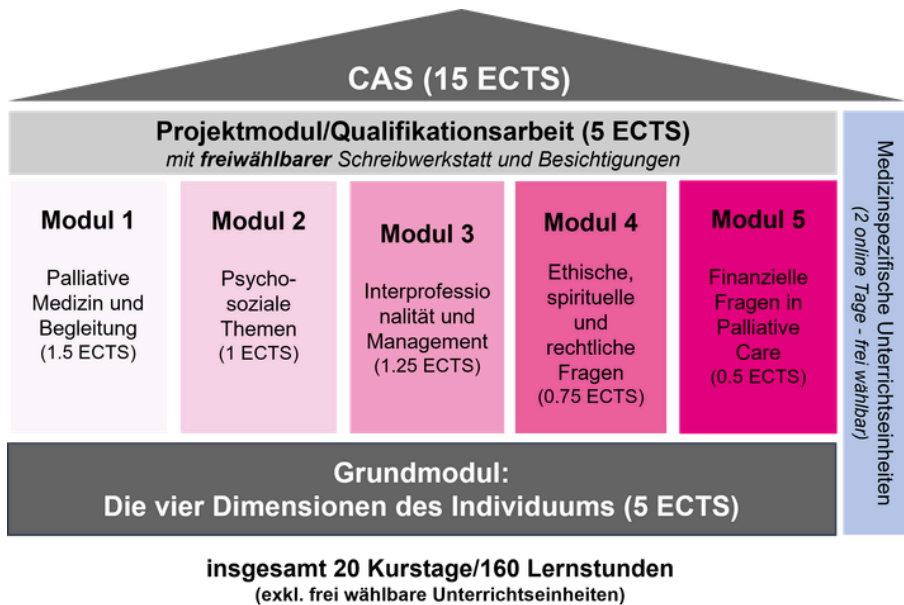 CAS (15 ECTS)
Projektmodul/Qualifikationsarbeit (5 ECTS)
mit freiwählbarer Schreibwerkstatt und Besichtigungen
Modul 1
Palliative
Medizin und
Begleitung
(1.5 ECTS)
Modul 2
Psycho-
soziale
Themen
(1 ECTS)
Modul 3
Interprofessio
nalität und
Management
(1.25 ECTS)
Modul 4
Ethische,
spirituelle
und
rechtliche
Fragen
(0.75 ECTS)
Modul 5
Finanzielle
Fragen in
Palliative
Care
(0.5 ECTS)
Medizinspezifische Unterrichtseinheiten
(2 online Tage - frei wählbar)
Grundmodul:
Die vier Dimensionen des Individuums (5 ECTS)
insgesamt 20 Kurstage/160 Lernstunden
(exkl. frei wählbare Unterrichtseinheiten)